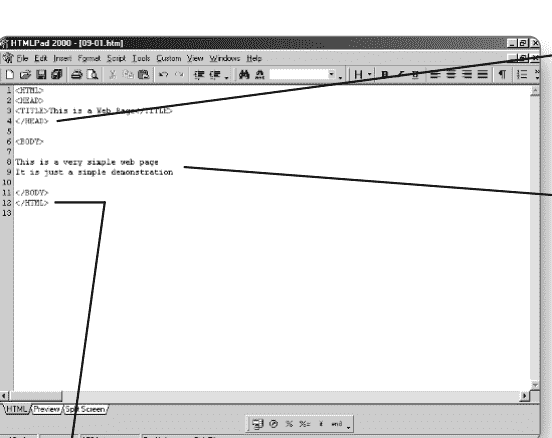 HTMLPad 2000 - [09-01.htm]
File Edit Insert Format Script Tools Custom View Windows Help
H B
1 <HTML>
2 <HEAD>
3 <TITLE>This is a Web Page</TITLE>
4 </HEAD>
5
6 <BODY>
7
8 This is a very simple web page
9 It is just a simple demonstration
10
11 </BODY>
12 </HTML>
13
HTML Preview Split Screen
% %= if end